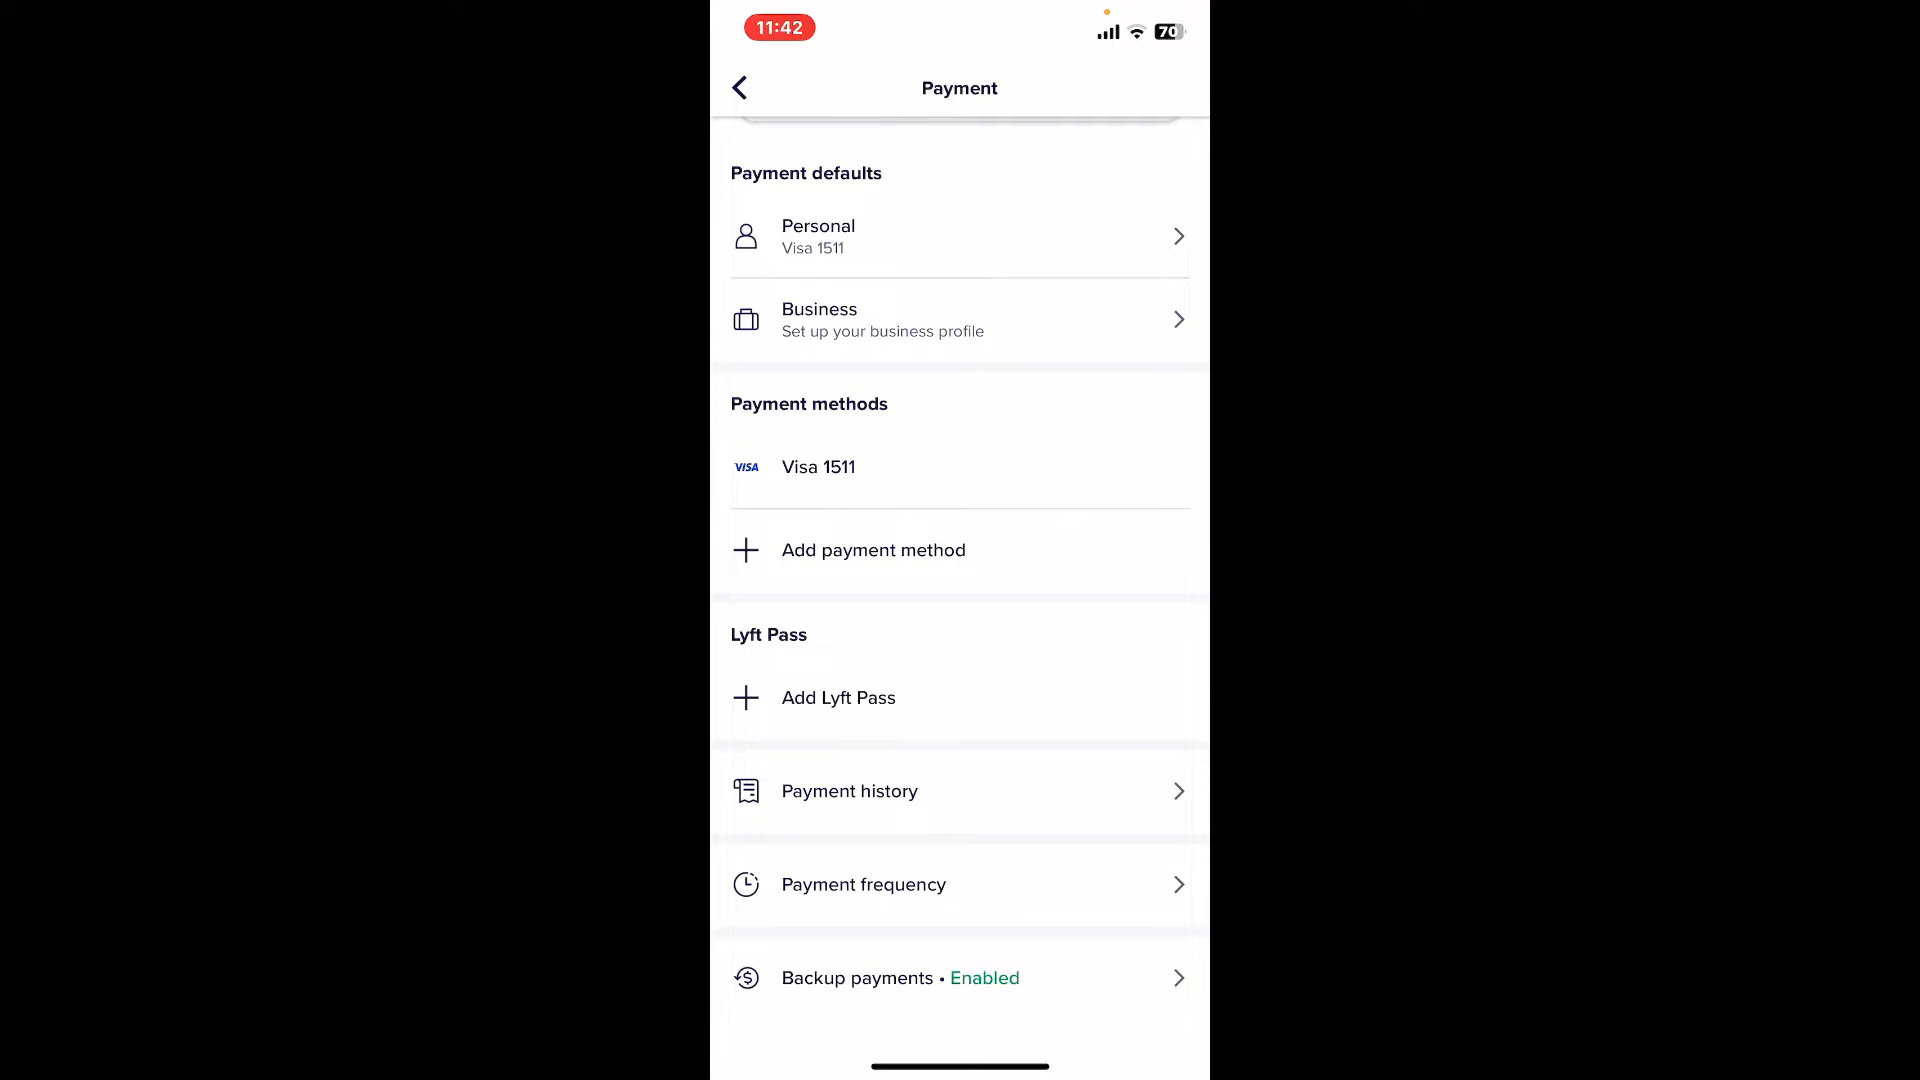 11:42
70
Payment
Payment defaults
Personal
Visa 1511
Business
Set up your business profile
Payment methods
VISA Visa 1511
Add payment method
Lyft Pass
Add Lyft Pass
Payment history
Payment frequency
Backup payments • Enabled